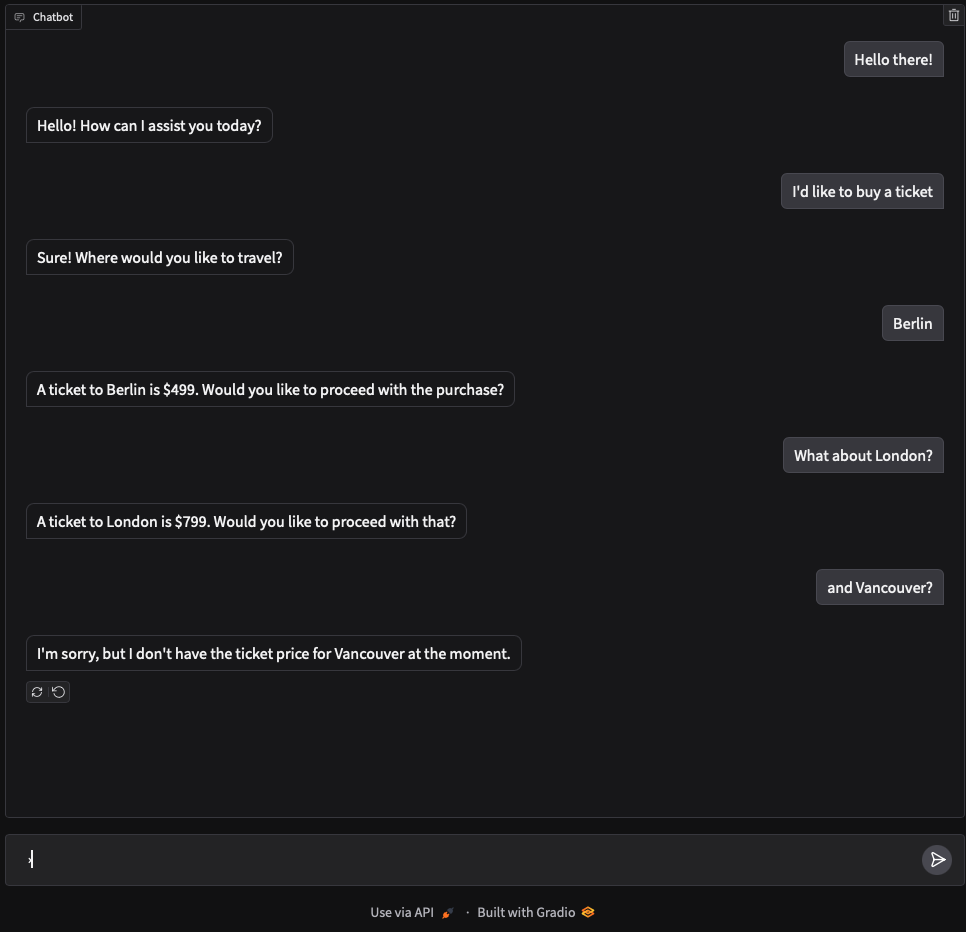 Chatbot
Hello there!
Hello! How can I assist you today?
I'd like to buy a ticket
Sure! Where would you like to travel?
Berlin
A ticket to Berlin is $499. Would you like to proceed with the purchase?
What about London?
A ticket to London is $799. Would you like to proceed with that?
and Vancouver?
I'm sorry, but I don't have the ticket price for Vancouver at the moment.
Use via API · Built with Gradio